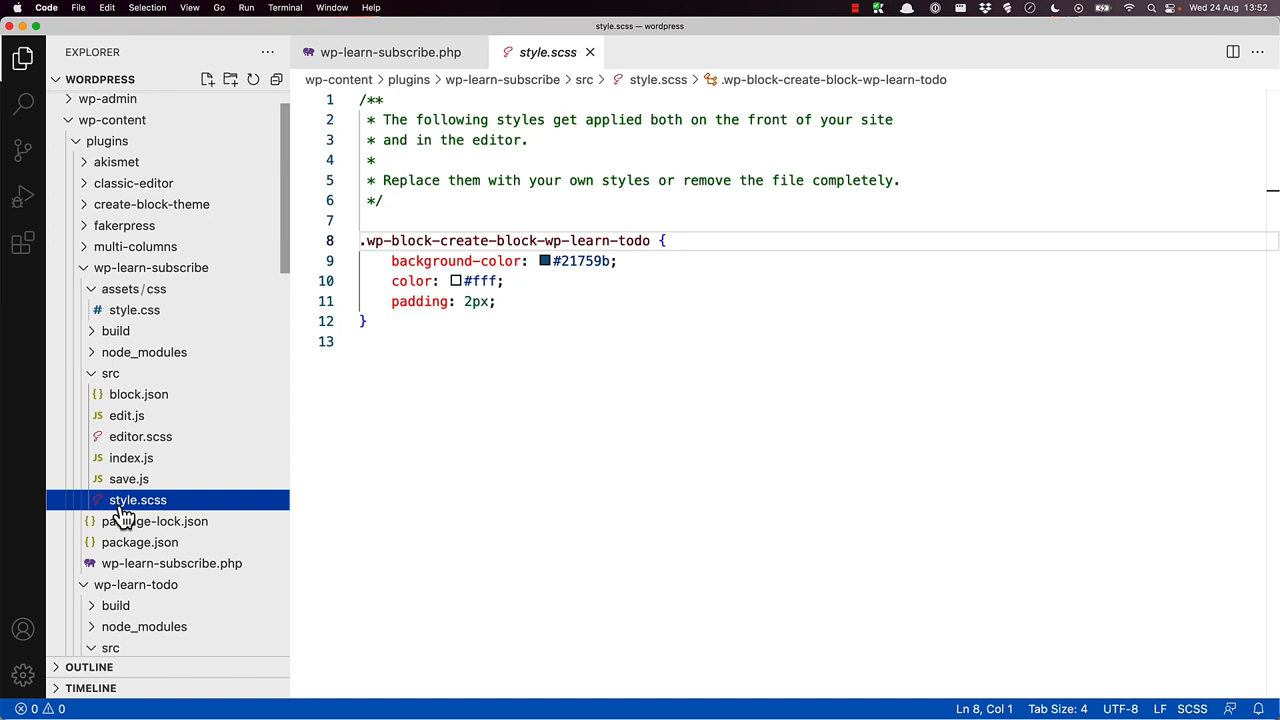 Code File Edit Selection View Go Run Terminal Window Help Wed 24 Aug 13:52
style.scss — wordpress
EXPLORER
wp-learn-subscribe.php style.scss
WORDPRESS
wp-content plugins wp-learn-subscribe src style.scss .wp-block-create-block-wp-learn-todo
wp-admin
wp-content
plugins
akismet
classic-editor
create-block-theme
fakerpress
multi-columns
wp-learn-subscribe
assets/css
# style.css
build
node_modules
src
{} block.json
JS edit.js
editor.scss
JS index.js
JS save.js
style.scss
{} package-lock.json
{} package.json
wp-learn-subscribe.php
wp-learn-todo
build
node_modules
src
OUTLINE
TIMELINE
1 /**
2 * The following styles get applied both on the front of your site
3 * and in the editor.
4 *
5 * Replace them with your own styles or remove the file completely.
6 */
7
8 .wp-block-create-block-wp-learn-todo {
9 background-color: #21759b;
10 color: #fff;
11 padding: 2px;
12 }
13
0 0 Ln 8, Col 1 Tab Size: 4 UTF-8 LF SCSS